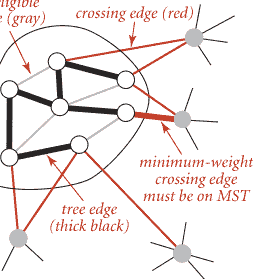 crossing edge (red)
(gray)
minimum-weight
crossing edge
must be on MST
tree edge
(thick black)